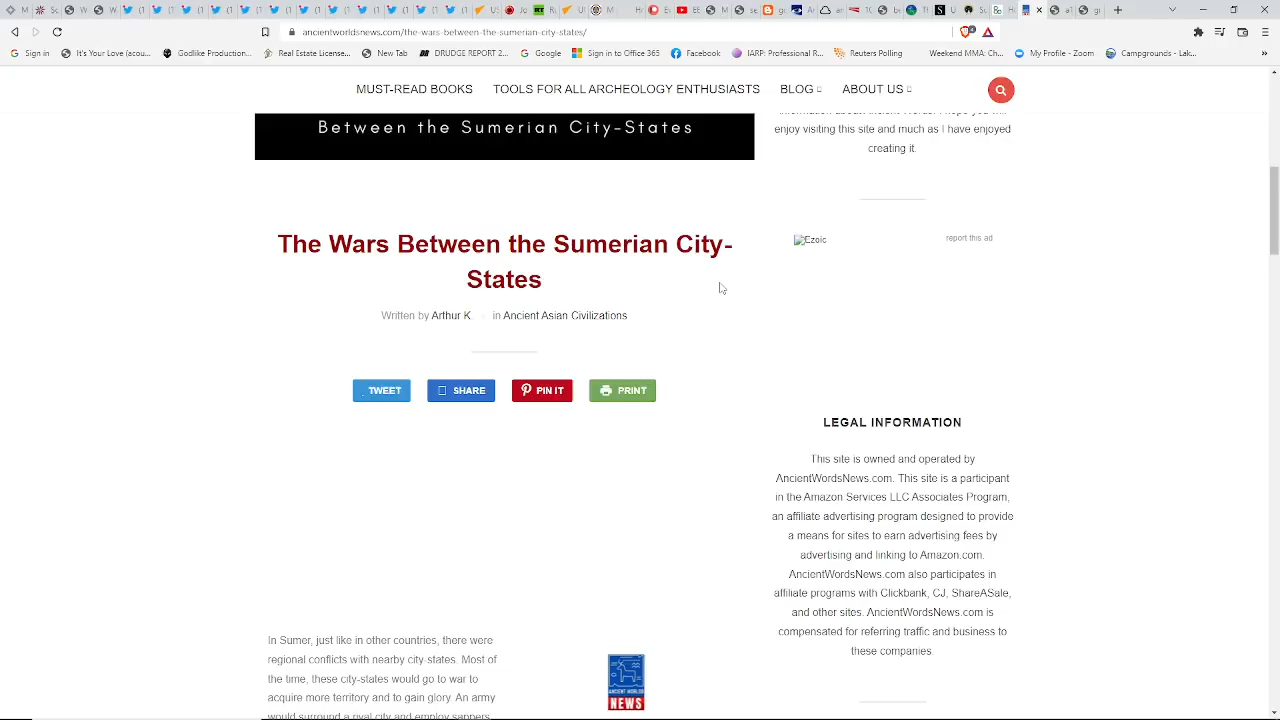 ancientworldsnews.com/the-wars-between-the-sumerian-city-states/
Sign in
It's Your Love (acou...
Godlike Production...
New Tab
DRUDGE REPORT 2...
Google
Sign in to Office 365
Facebook
IARP: Professional R...
Reuters Polling
Weekend MMA: Ch...
My Profile - Zoom
Campgrounds - Lak...
MUST-READ BOOKS
TOOLS FOR ALL ARCHEOLOGY ENTHUSIASTS
BLOG
ABOUT US
Between the Sumerian City-States
The Wars Between the Sumerian City-
States
Written by Arthur K. in Ancient Asian Civilizations
TWEET
SHARE
PIN IT
PRINT
In Sumer, just like in other countries, there were
regional conflicts with nearby city-states. Most of
the time, these city-states would go to war to
acquire more territory and to gain glory. An army
would surround a rival city and employ sappers
ANCIENT WORLDS
NEWS
enjoy visiting this site and much as I have enjoyed
creating it.
Ezoic
report this ad
LEGAL INFORMATION
This site is owned and operated by
AncientWordsNews.com. This site is a participant
in the Amazon Services LLC Associates Program,
an affiliate advertising program designed to provide
a means for sites to earn advertising fees by
advertising and linking to Amazon.com.
AncientWordsNews.com also participates in
affiliate programs with Clickbank, CJ, ShareASale,
and other sites. AncientWordsNews.com is
compensated for referring traffic and business to
these companies.